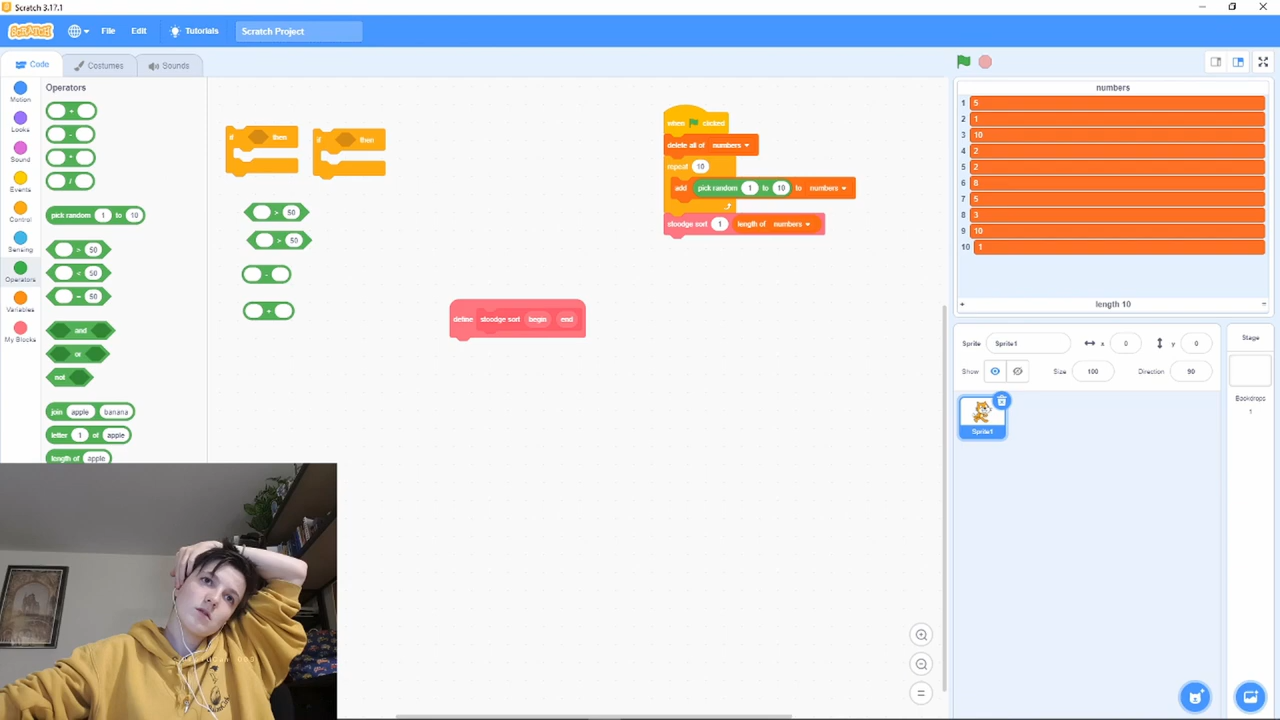 Scratch 3.17.1
SCRATCH File Edit Tutorials Scratch Project
Code Costumes Sounds
Motion
Looks
Sound
Events
Control
Sensing
Operators
Variables
My Blocks
Operators
+
-
*
/
pick random 1 to 10
> 50
< 50
= 50
and
or
not
join apple banana
letter 1 of apple
length of apple
if then
if then
> 50
> 50
-
+
define stoodge sort begin end
when clicked
delete all of numbers
repeat 10
add pick random 1 to 10 to numbers
stoodge sort 1 length of numbers
numbers
1 5
2 1
3 10
4 2
5 2
6 8
7 5
8 3
9 10
10 1
+ length 10 =
Sprite Sprite1 x 0 y 0
Show Size 100 Direction 90
Sprite1
Stage
Backdrops
1